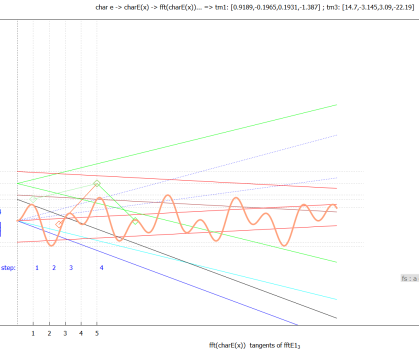 char e -> charE(x) -> fft(charE(x))... => tm1: [0.9189,-0.1965,0.1931,-1.387] ; tm3: [14.7,-3.145,3.09,-22.19]
fs : a
step: 1 2 3 4
1 2 3 4 5
fft(charE(x)) tangents of fftE1₃